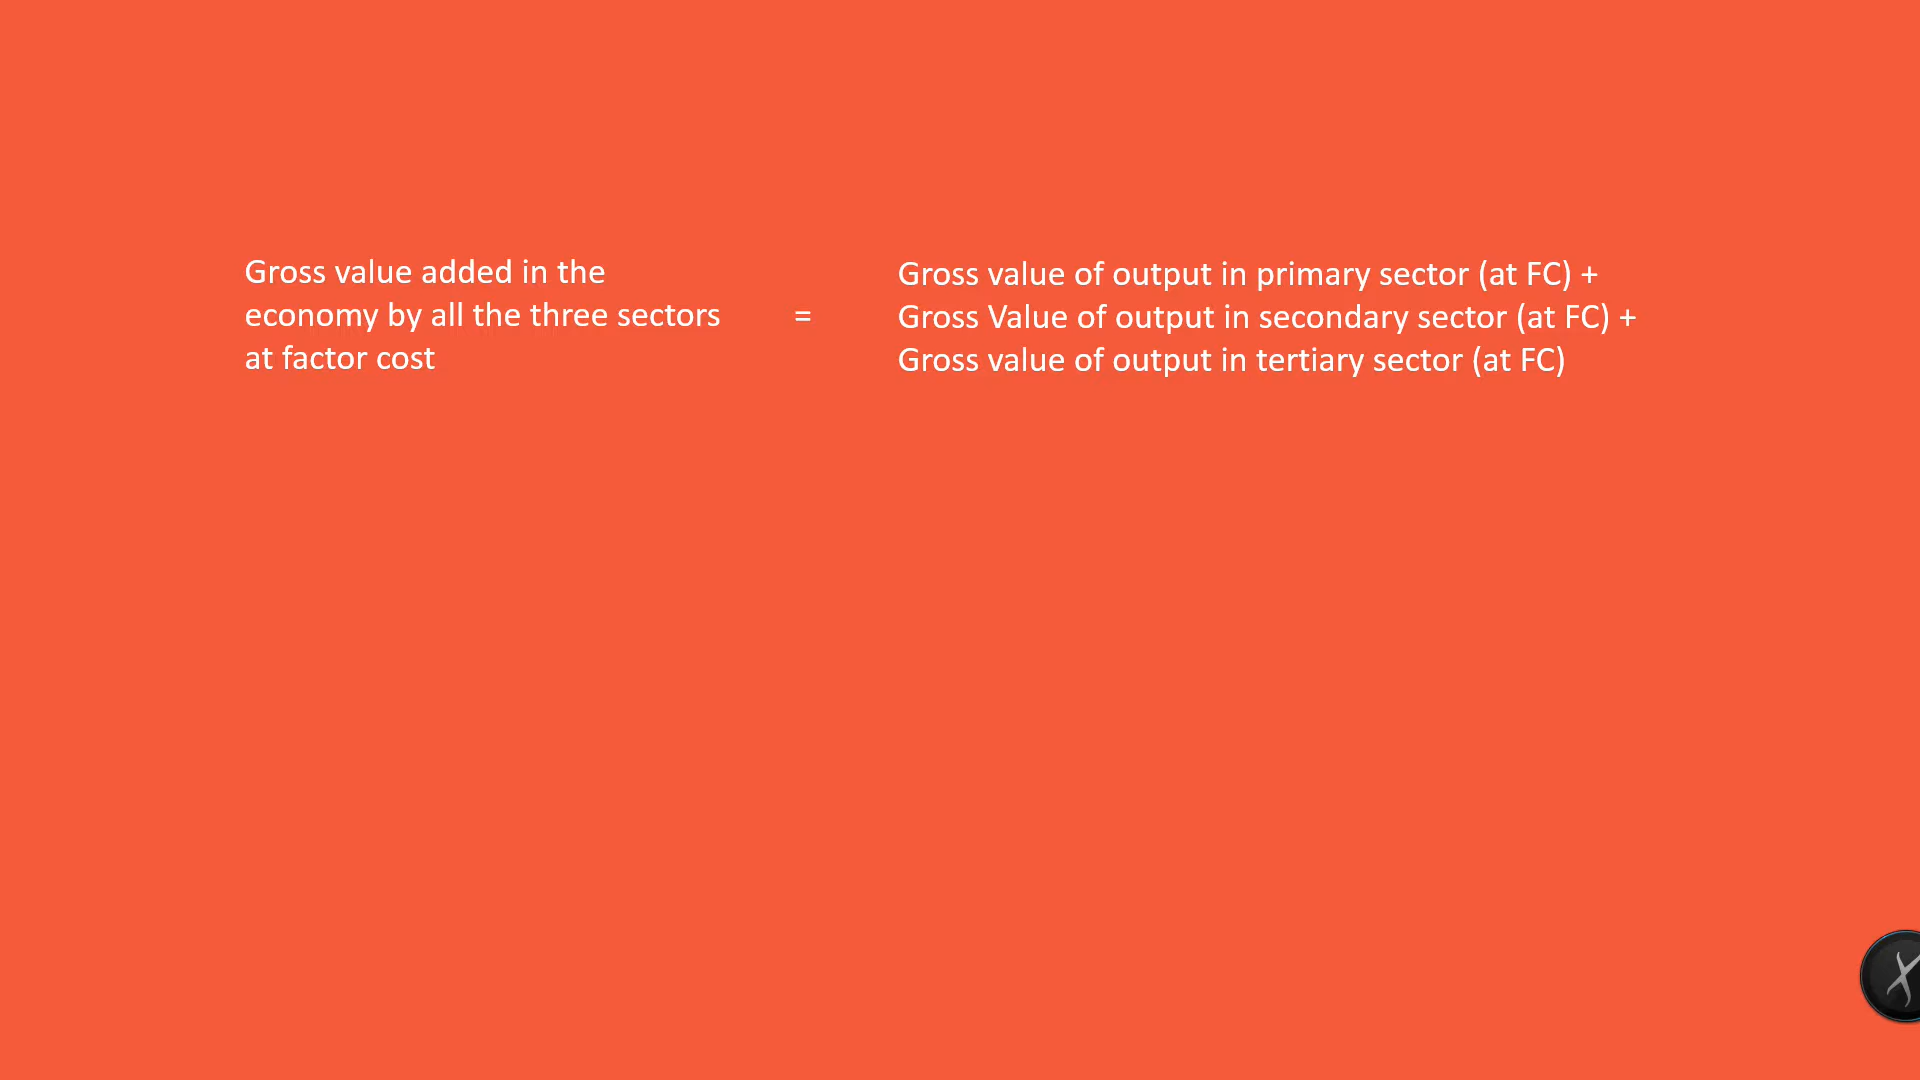 Gross value added in the
economy by all the three sectors
at factor cost
=
Gross value of output in primary sector (at FC) +
Gross Value of output in secondary sector (at FC) +
Gross value of output in tertiary sector (at FC)